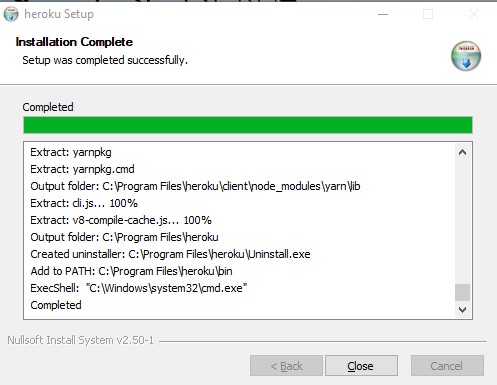 heroku Setup
Installation Complete
Setup was completed successfully.
Completed
Extract: yarnpkg
Extract: yarnpkg.cmd
Output folder: C:\Program Files\heroku\client\node_modules\yarn\lib
Extract: cli.js... 100%
Extract: v8-compile-cache.js... 100%
Output folder: C:\Program Files\heroku
Created uninstaller: C:\Program Files\heroku\Uninstall.exe
Add to PATH: C:\Program Files\heroku\bin
ExecShell:  "C:\Windows\system32\cmd.exe"
Completed
Nullsoft Install System v2.50-1
< Back Close Cancel